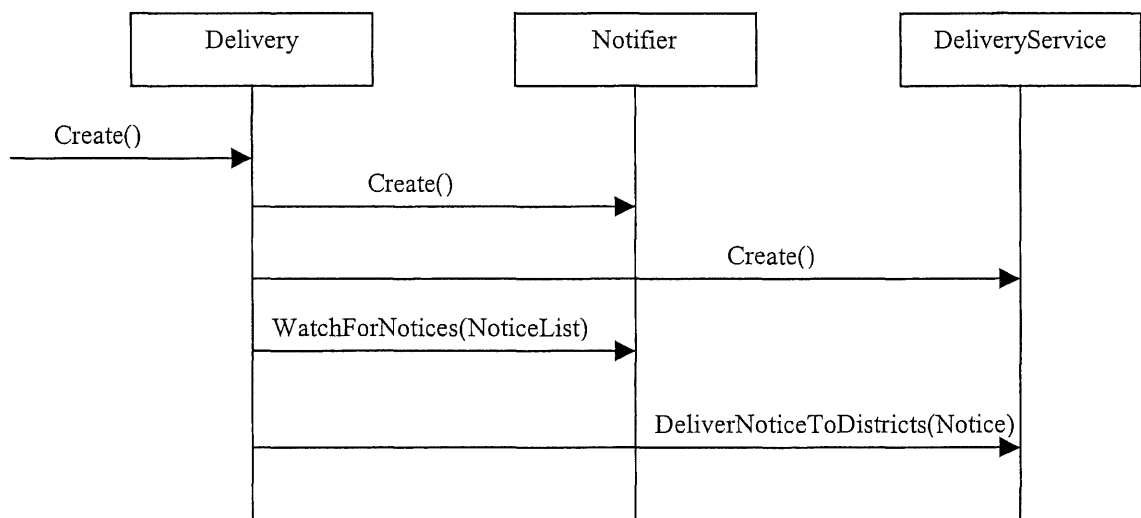 Delivery
Notifier
DeliveryService
Create()
Create()
Create()
WatchForNotices(NoticeList)
DeliverNoticeToDistricts(Notice)